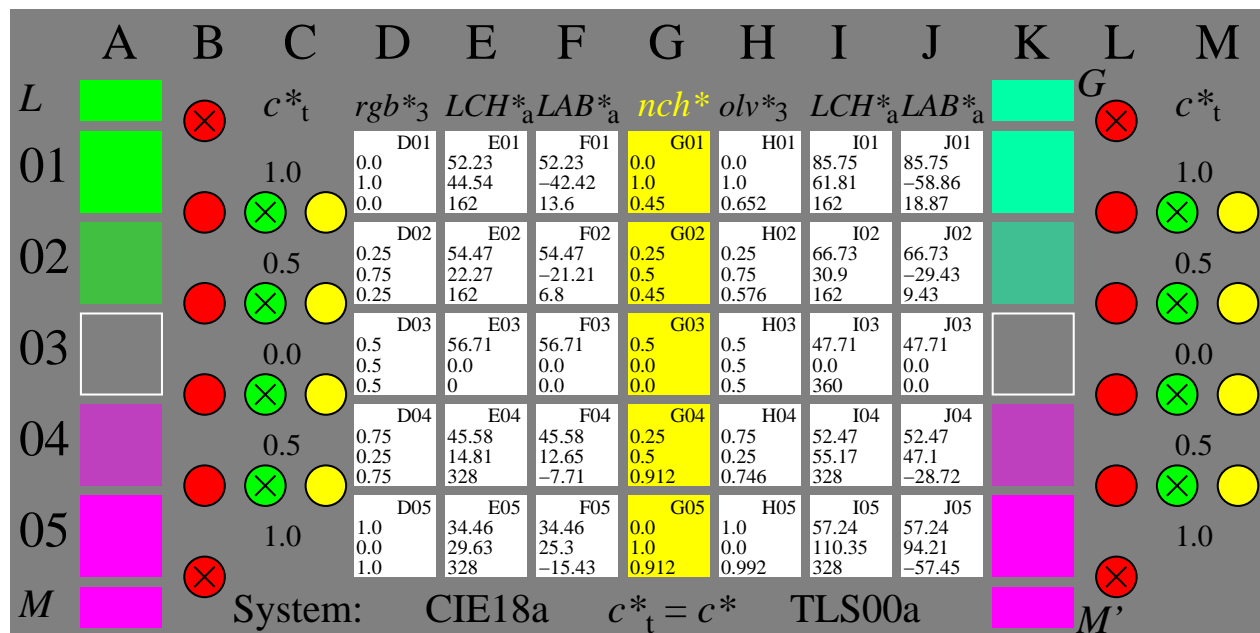 A B C D E F G H I J K L M
L c*t rgb*3 LCH*a LAB*a nch* olv*3 LCH*a LAB*a G c*t
01 1.0 D01 E01 F01 G01 H01 I01 J01 1.0
0.0 52.23 52.23 0.0 0.0 85.75 85.75
1.0 44.54 −42.42 1.0 1.0 61.81 −58.86
0.0 162 13.6 0.45 0.652 162 18.87
02 0.5 D02 E02 F02 G02 H02 I02 J02 0.5
0.25 54.47 54.47 0.25 0.25 66.73 66.73
0.75 22.27 −21.21 0.5 0.75 30.9 −29.43
0.25 162 6.8 0.45 0.576 162 9.43
03 0.0 D03 E03 F03 G03 H03 I03 J03 0.0
0.5 56.71 56.71 0.5 0.5 47.71 47.71
0.5 0.0 0.0 0.0 0.5 0.0 0.0
0.5 0 0.0 0.0 0.5 360 0.0
04 0.5 D04 E04 F04 G04 H04 I04 J04 0.5
0.75 45.58 45.58 0.25 0.75 52.47 52.47
0.25 14.81 12.65 0.5 0.25 55.17 47.1
0.75 328 −7.71 0.912 0.746 328 −28.72
05 1.0 D05 E05 F05 G05 H05 I05 J05 1.0
1.0 34.46 34.46 0.0 1.0 57.24 57.24
0.0 29.63 25.3 1.0 0.0 110.35 94.21
1.0 328 −15.43 0.912 0.992 328 −57.45
M System: CIE18a c*t = c* TLS00a M’